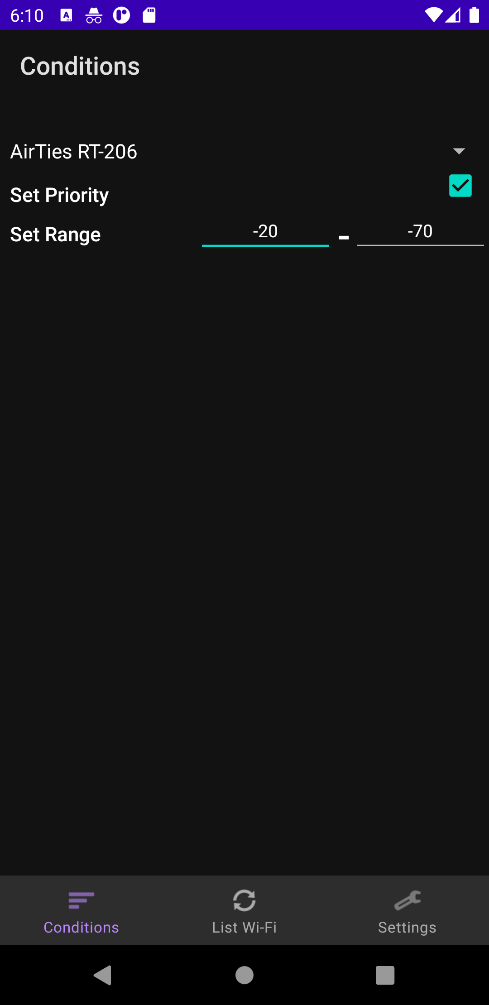 6:10
Conditions
AirTies RT-206
Set Priority
Set Range -20 - -70
Conditions List Wi-Fi Settings